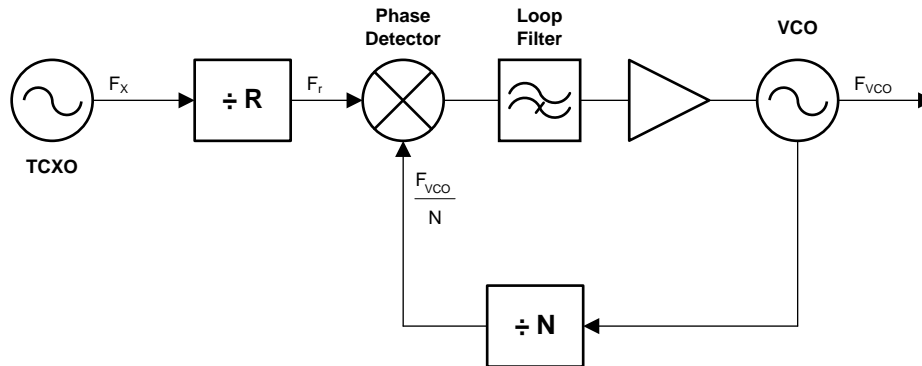 Phase
Detector
Loop
Filter
VCO
F_X
÷ R
F_r
F_VCO
TCXO
F_VCO
N
÷ N